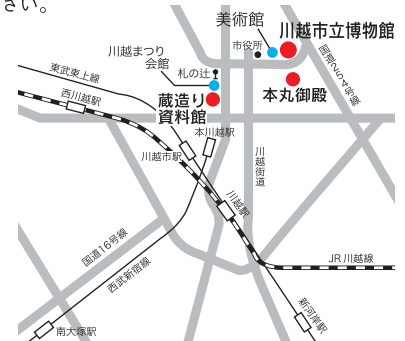 さい。
美術館
川越市立博物館
市役所
川越まつり
会館
札の辻
国道254号線
東武東上線
蔵造り
資料館
本丸御殿
西川越駅
本川越駅
川越市駅
川越街道
川越駅
国道16号線
西武新宿線
JR川越線
新河岸駅
南大塚駅